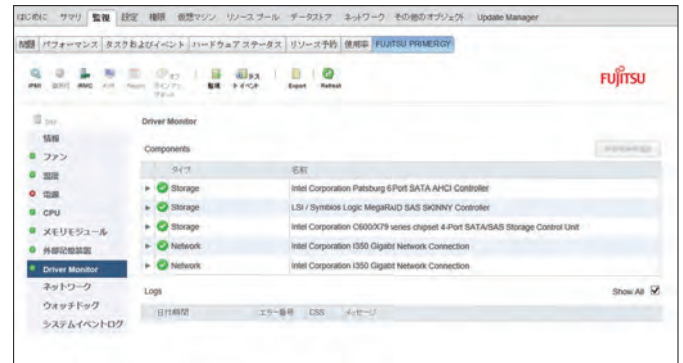 はじめに サマリ 監視 設定 権限 仮想マシン リソース プール データストア ネットワーク その他のオブジェクト Update Manager
問題 パフォーマンス タスクおよびイベント ハードウェア ステータス リソース予約 使用率 FUJITSU PRIMERGY
FUJITSU
IPMI iRMC Export Refresh
Driver Monitor
情報
Components
ファン
タイプ 名前
温度
Storage Intel Corporation Patsburg 6 Port SATA AHCI Controller
電源
Storage LSI / Symbios Logic MegaRAID SAS SKINNY Controller
CPU
Storage Intel Corporation C600/X79 series chipset 4-Port SATA/SAS Storage Control Unit
メモリモジュール
Network Intel Corporation I350 Gigabit Network Connection
外部記憶装置
Network Intel Corporation I350 Gigabit Network Connection
Driver Monitor
ネットワーク
Logs Show All
ウォッチドッグ
日付/時間 エラー番号 CSS メッセージ
システムイベントログ